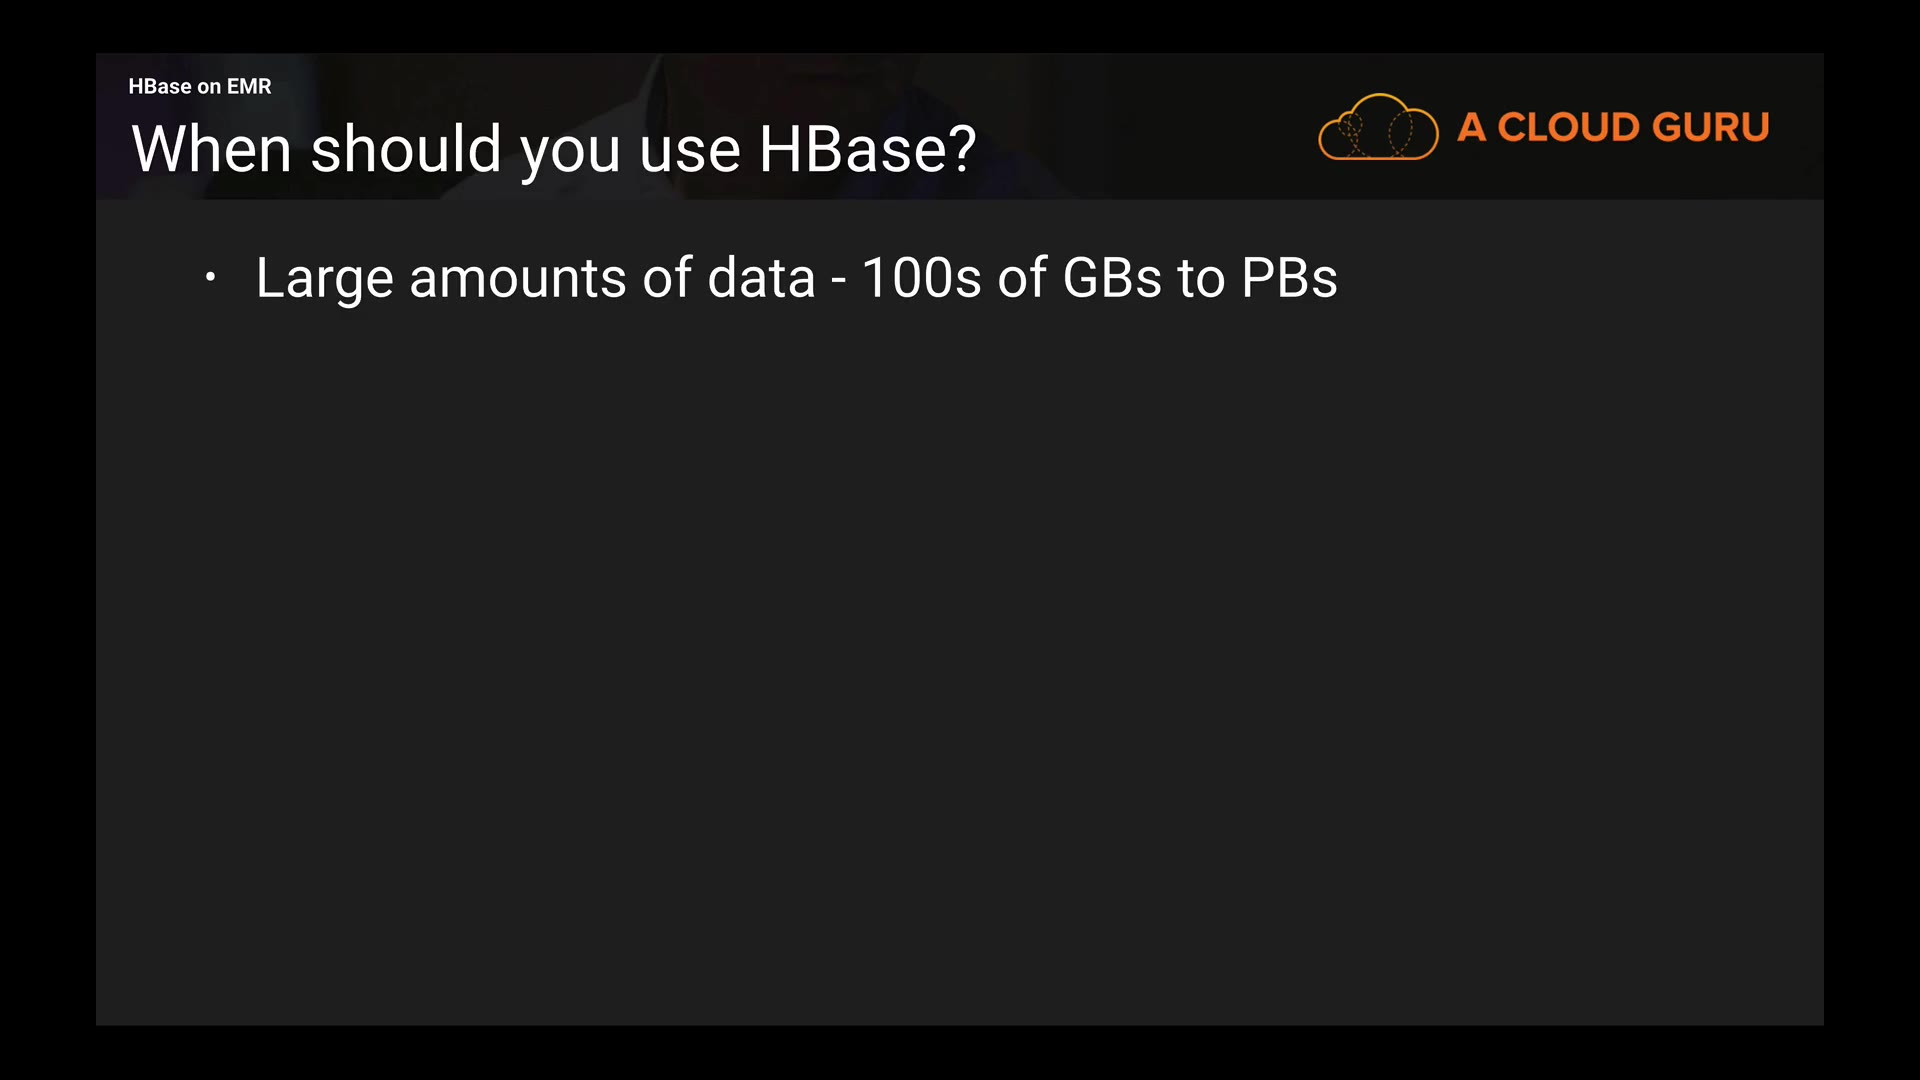 HBase on EMR
When should you use HBase?
A CLOUD GURU
• Large amounts of data - 100s of GBs to PBs